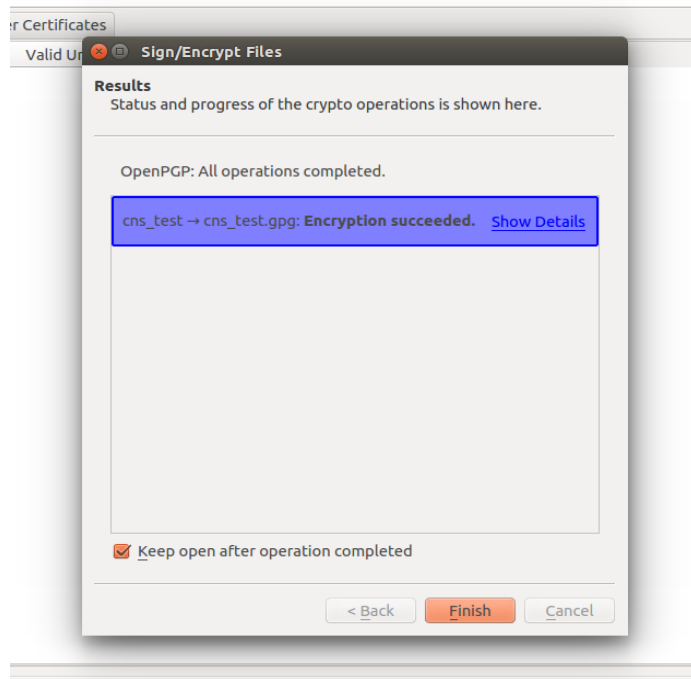 r Certificates
Valid Ur
Sign/Encrypt Files
Results
Status and progress of the crypto operations is shown here.
OpenPGP: All operations completed.
cns_test → cns_test.gpg: Encryption succeeded. Show Details
Keep open after operation completed
< Back Finish Cancel